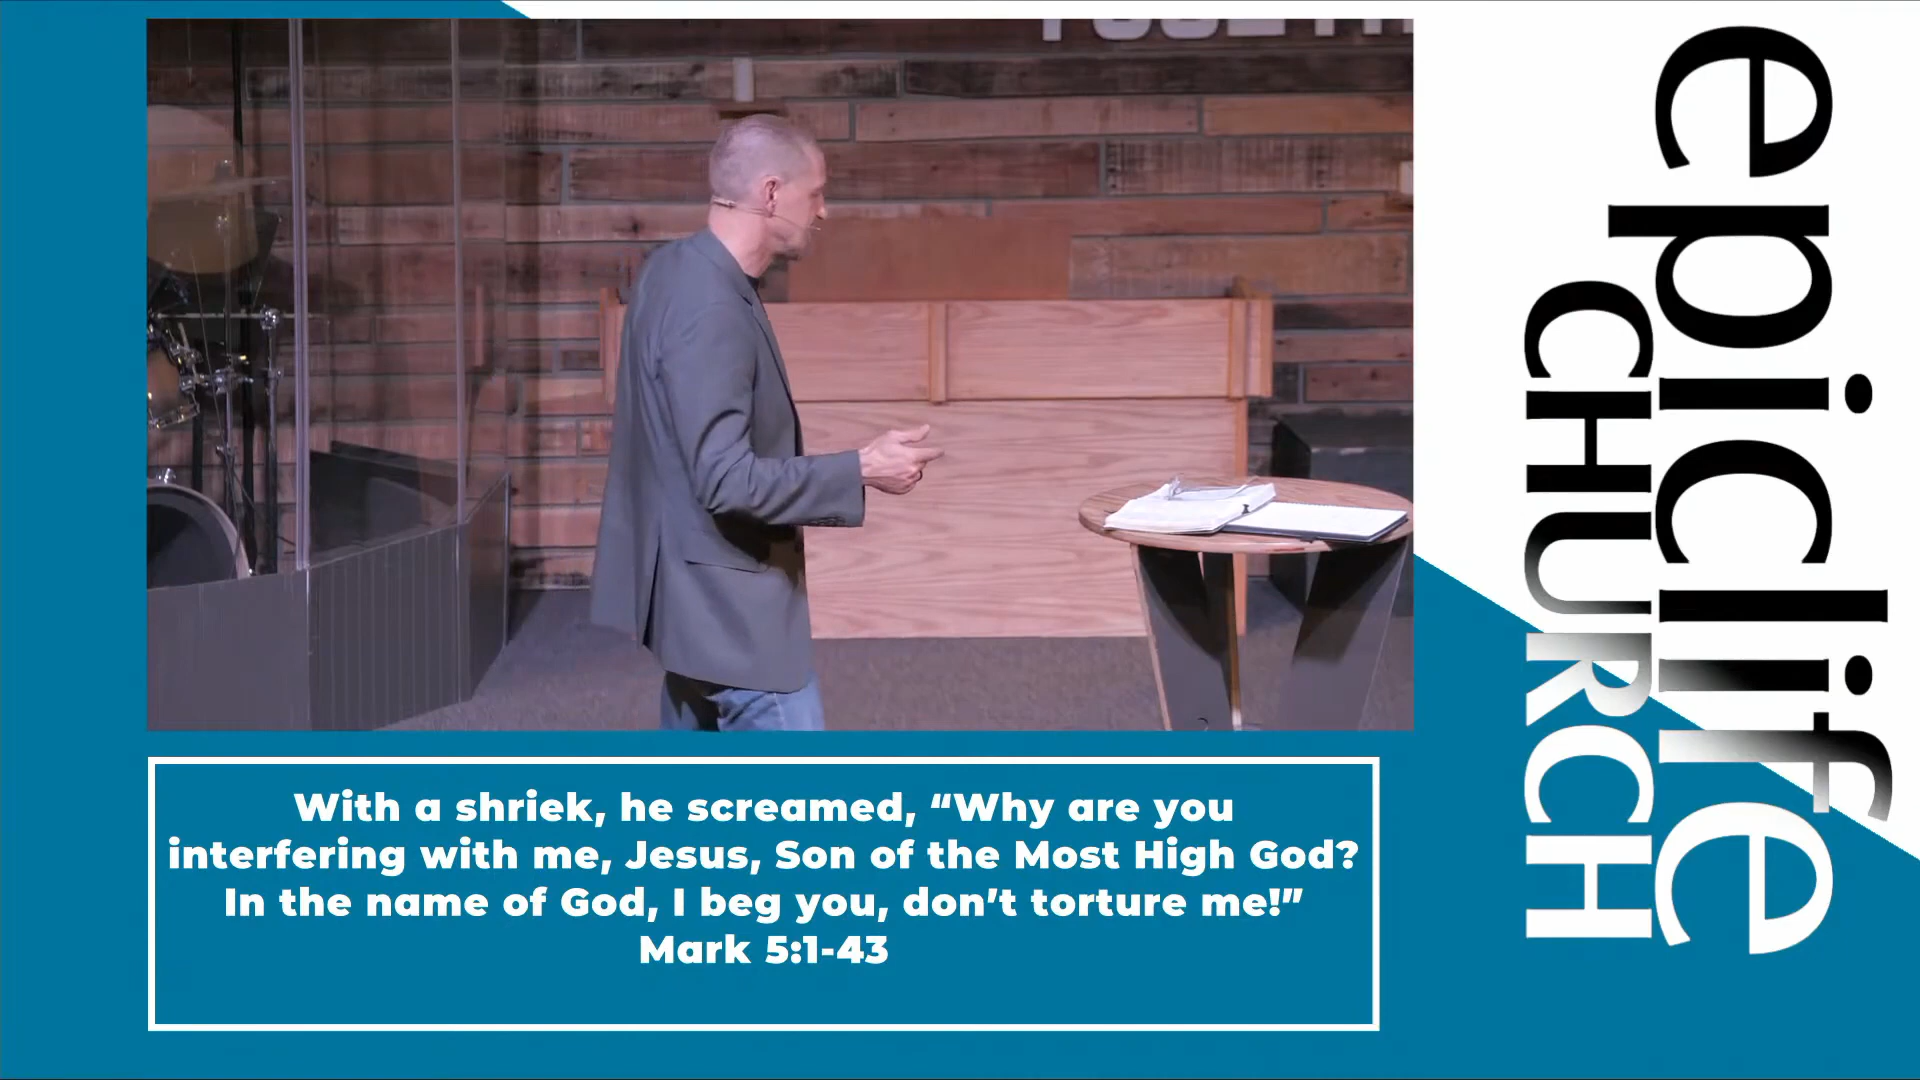 With a shriek, he screamed, “Why are you
interfering with me, Jesus, Son of the Most High God?
In the name of God, I beg you, don’t torture me!”
Mark 5:1-43
epiclife
CHURCH